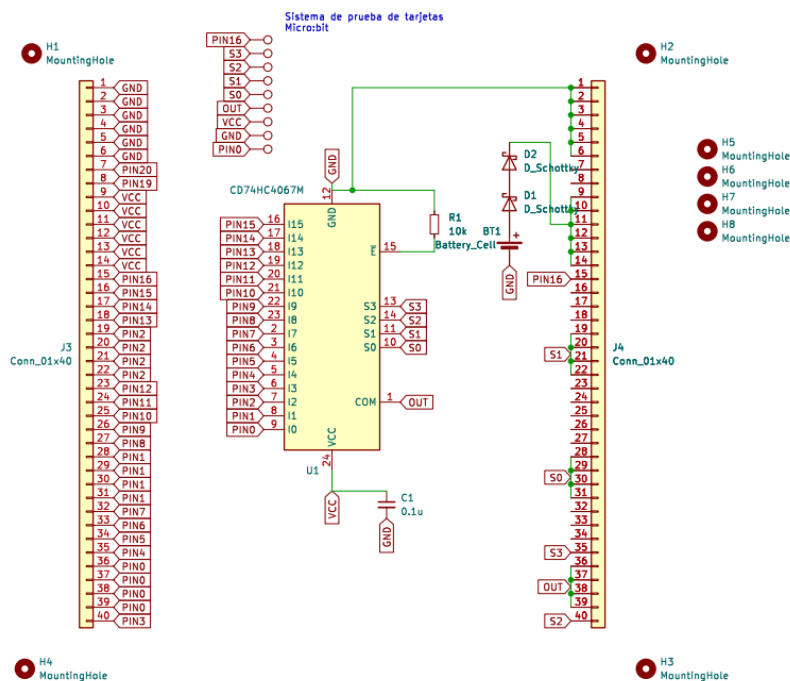 Sistema de prueba de tarjetas
Micro:bit
H1
MountingHole
H2
MountingHole
PIN16
S3
S2
S1
S0
OUT
VCC
GND
PIN0
1 GND
2 GND
3 GND
4 GND
5 GND
6 GND
7 PIN20
8 PIN19
9 VCC
10 VCC
11 VCC
12 VCC
13 VCC
14 VCC
15 PIN16
16 PIN15
17 PIN14
18 PIN13
19 PIN2
20 PIN2
21 PIN2
22 PIN2
23 PIN12
24 PIN11
25 PIN10
26 PIN9
27 PIN8
28 PIN1
29 PIN1
30 PIN1
31 PIN1
32 PIN7
33 PIN6
34 PIN5
35 PIN4
36 PIN0
37 PIN0
38 PIN0
39 PIN0
40 PIN3
J3
Conn_01x40
GND
CD74HC4067M
12
GND
PIN15 16 I15
PIN14 17 I14
PIN13 18 I13
PIN12 19 I12
PIN11 20 I11
PIN10 21 I10
PIN9 22 I9
PIN8 23 I8
PIN7 2 I7
PIN6 3 I6
PIN5 4 I5
PIN4 5 I4
PIN3 6 I3
PIN2 7 I2
PIN1 8 I1
PIN0 9 I0
E 15
S3 13 S3
S2 14 S2
S1 11 S1
S0 10 S0
COM 1 OUT
VCC
24
U1
VCC
C1
0.1u
GND
R1
10k
D2
D_Schottky
D1
D_Schottky
BT1
+
Battery_Cell
GND
1
2
3
4
5
6
7
8
9
10
11
12
13
14
PIN16 15
16
17
18
19
20
S1
21
22
23
24
25
26
27
28
29
S0
30
31
32
33
34
S3 35
36
37
OUT 38
39
S2 40
J4
Conn_01x40
H5
MountingHole
H6
MountingHole
H7
MountingHole
H8
MountingHole
H4
MountingHole
H3
MountingHole